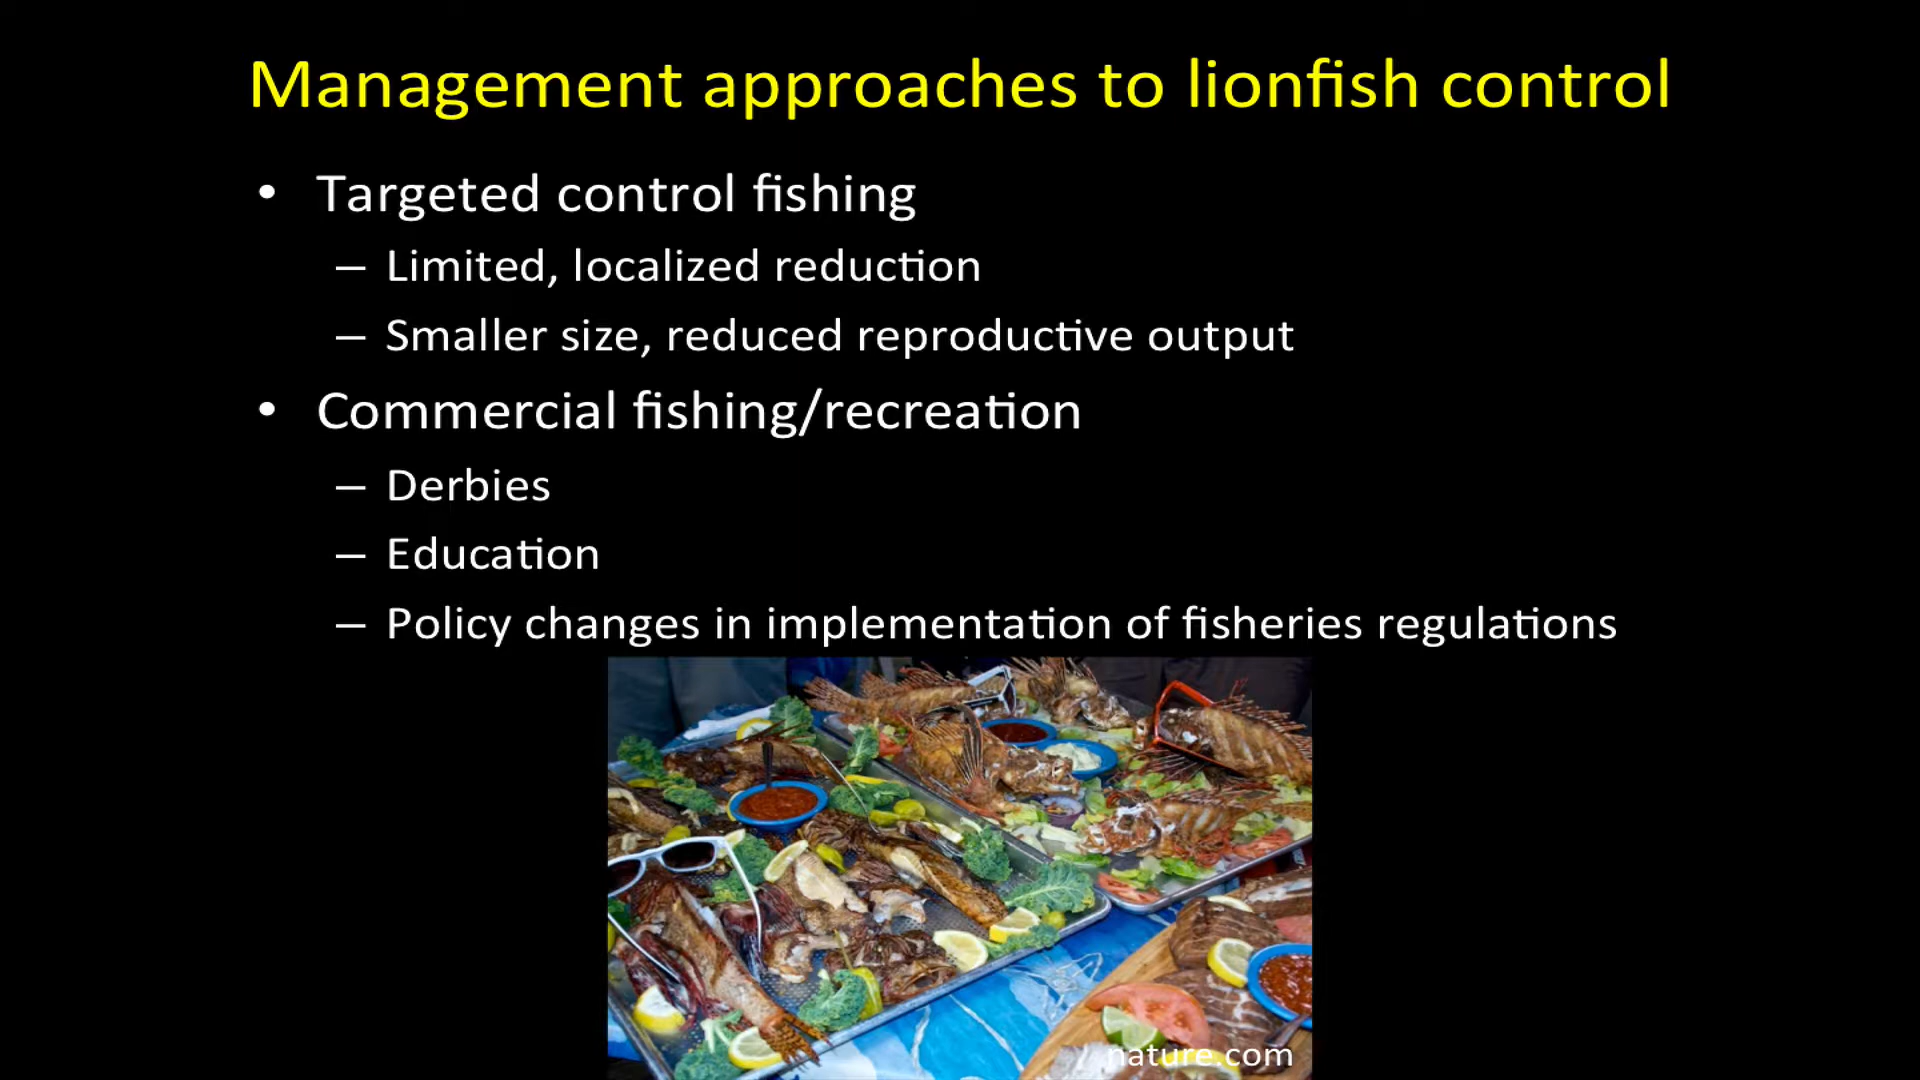 Management approaches to lionfish control
• Targeted control fishing
– Limited, localized reduction
– Smaller size, reduced reproductive output
• Commercial fishing/recreation
– Derbies
– Education
– Policy changes in implementation of fisheries regulations
nature.com